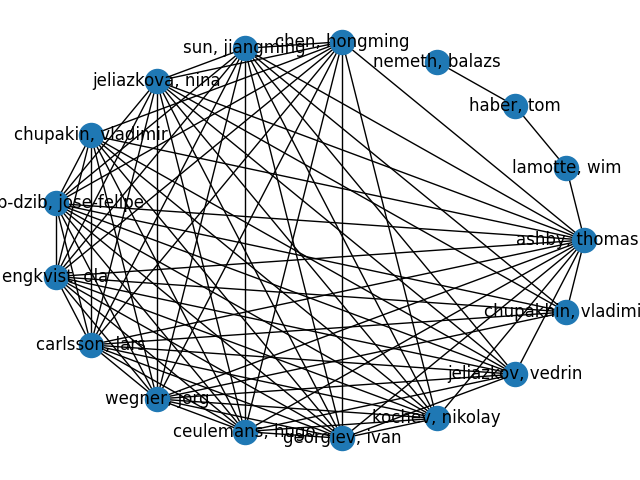 chen, hongming
sun, jiangming
nemeth, balazs
jeliazkova, nina
haber, tom
chupakin, vladimir
lamotte, wim
b-dzib, jose-felipe
ashby, thomas
engkvist, ola
chupakhin, vladimi
carlsson, lars
jeliazkov, vedrin
wegner, jorg
kochev, nikolay
ceulemans, hugo
georgiev, ivan